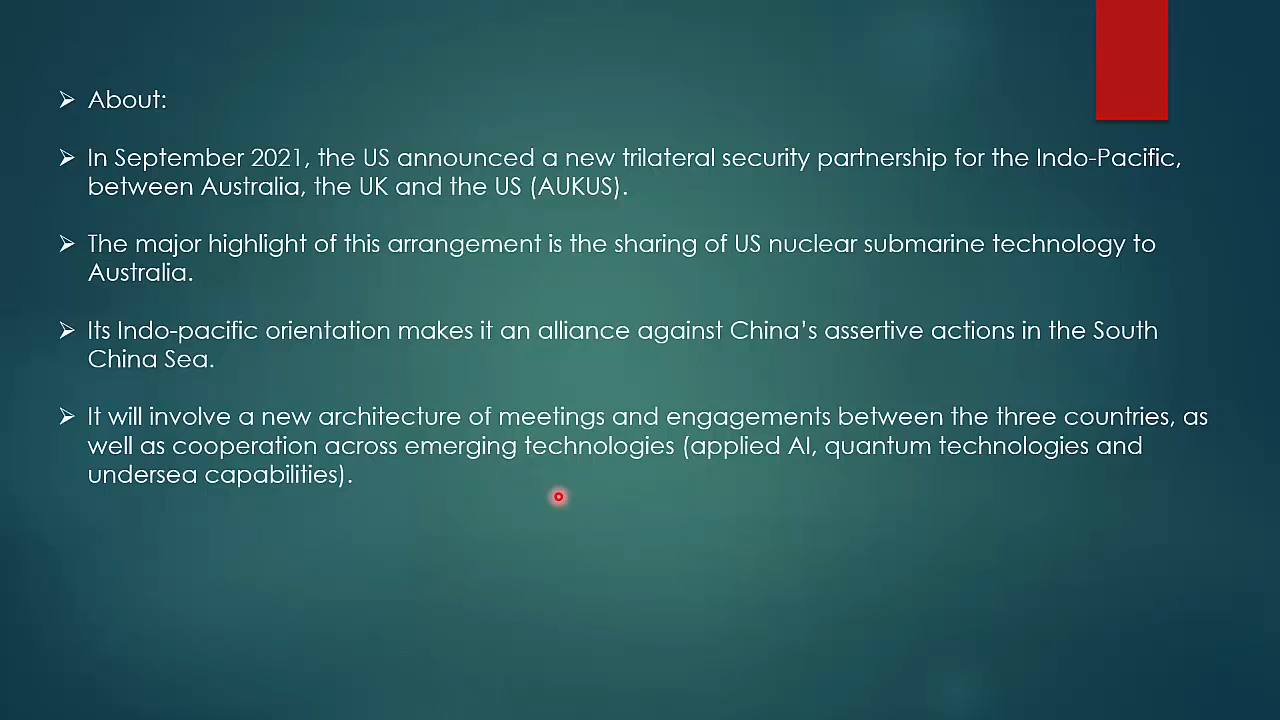 About:
In September 2021, the US announced a new trilateral security partnership for the Indo-Pacific,
between Australia, the UK and the US (AUKUS).
The major highlight of this arrangement is the sharing of US nuclear submarine technology to
Australia.
Its Indo-pacific orientation makes it an alliance against China’s assertive actions in the South
China Sea.
It will involve a new architecture of meetings and engagements between the three countries, as
well as cooperation across emerging technologies (applied AI, quantum technologies and
undersea capabilities).